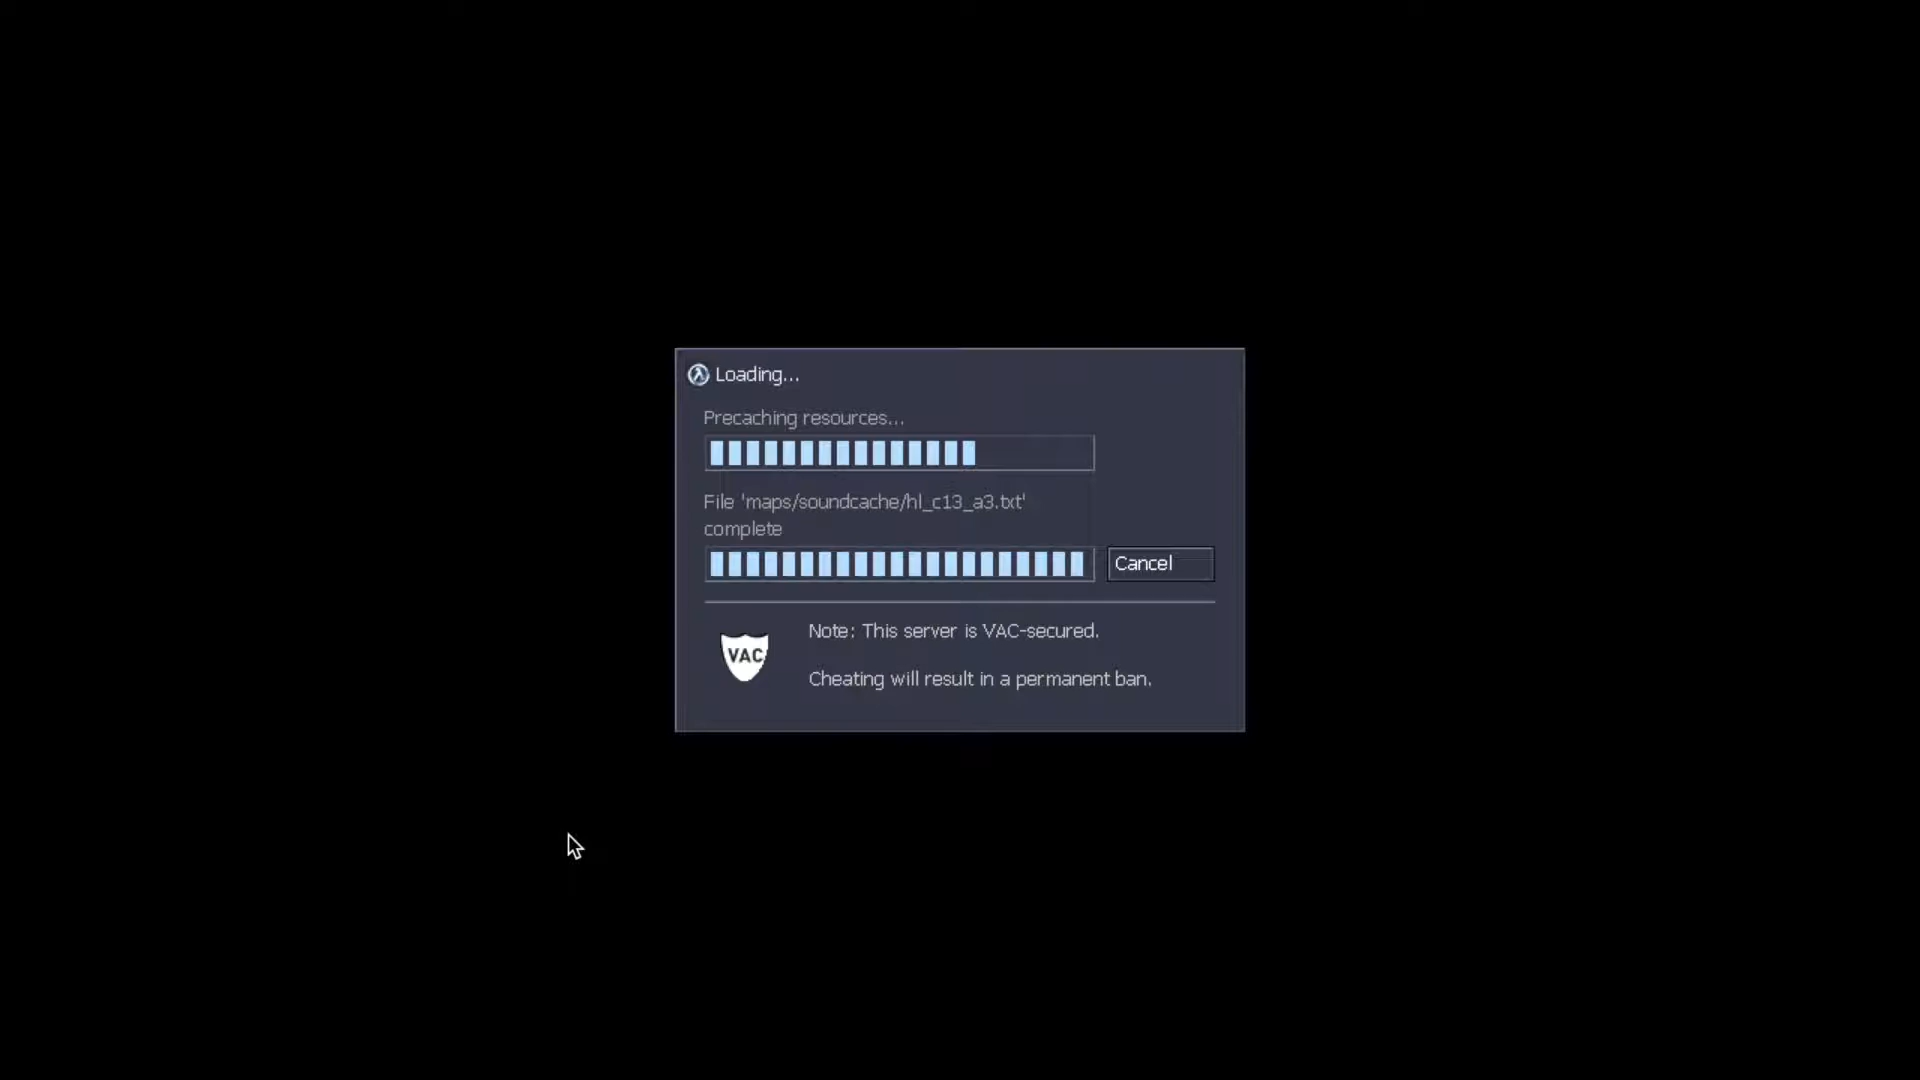 Loading...
Precaching resources...
File 'maps/soundcache/hl_c13_a3.txt'
complete
Cancel
Note: This server is VAC-secured.
VAC
Cheating will result in a permanent ban.